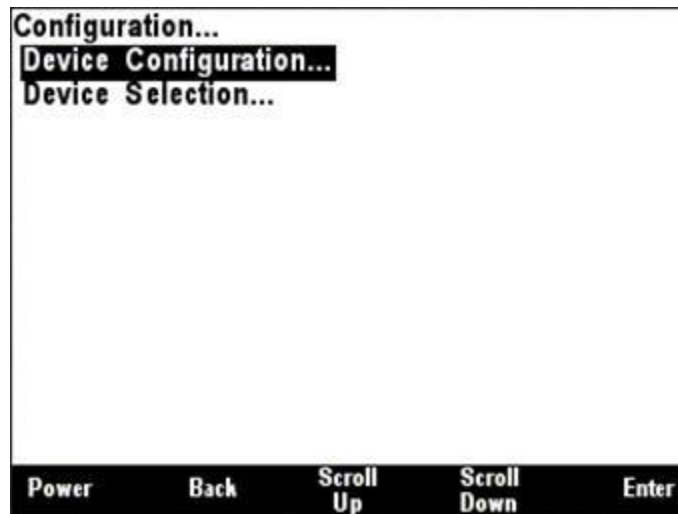 Configuration...
Device Configuration...
Device Selection...
Power Back Scroll Up Scroll Down Enter